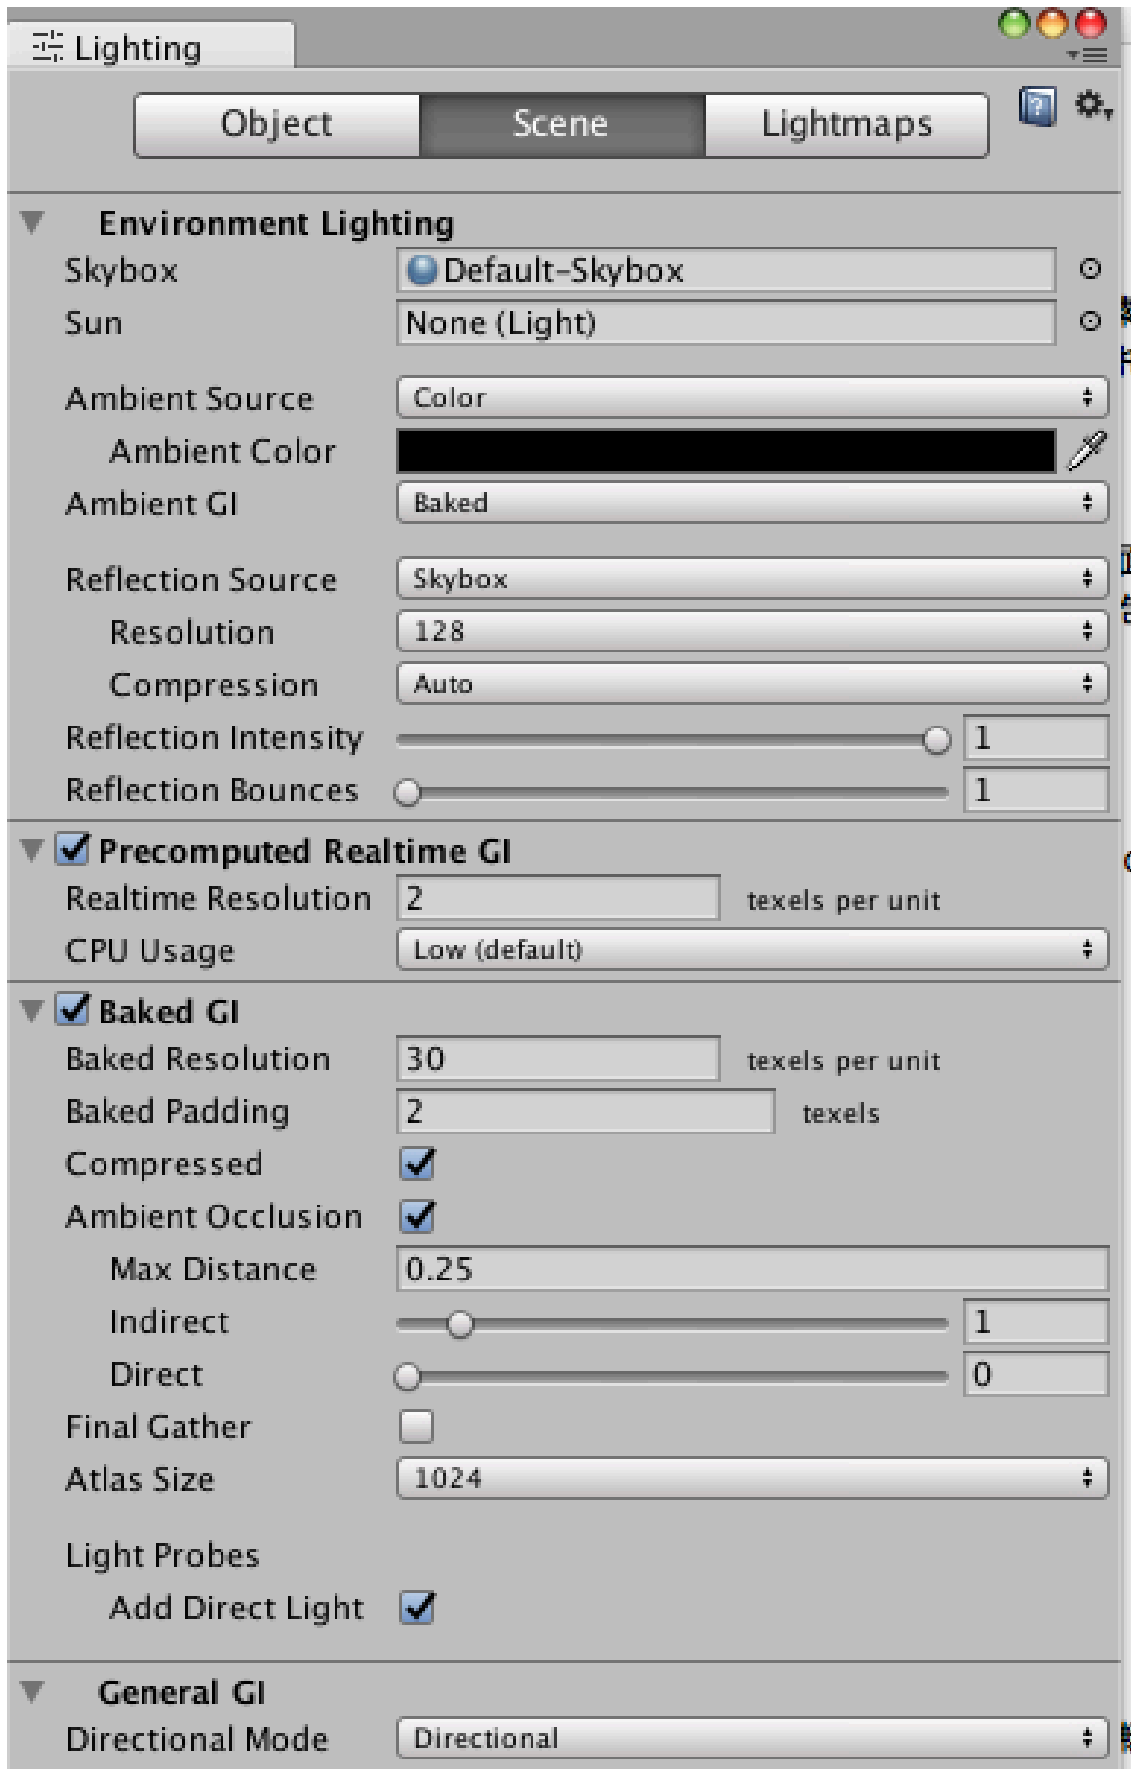 Lighting
Object Scene Lightmaps
Environment Lighting
Skybox Default-Skybox
Sun None (Light)
Ambient Source Color
Ambient Color
Ambient GI Baked
Reflection Source Skybox
Resolution 128
Compression Auto
Reflection Intensity 1
Reflection Bounces 1
Precomputed Realtime GI
Realtime Resolution 2 texels per unit
CPU Usage Low (default)
Baked GI
Baked Resolution 30 texels per unit
Baked Padding 2 texels
Compressed
Ambient Occlusion
Max Distance 0.25
Indirect 1
Direct 0
Final Gather
Atlas Size 1024
Light Probes
Add Direct Light
General GI
Directional Mode Directional